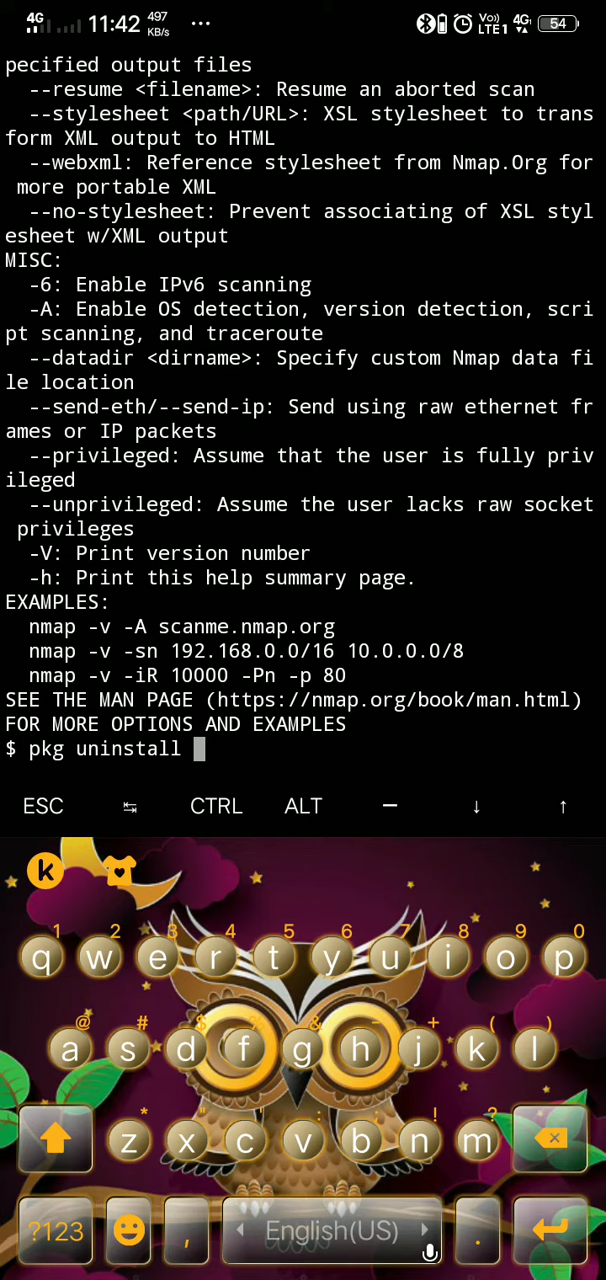 4G 11:42 497 KB/s ... Vo)) LTE1 4G 54
pecified output files
--resume <filename>: Resume an aborted scan
--stylesheet <path/URL>: XSL stylesheet to trans
form XML output to HTML
--webxml: Reference stylesheet from Nmap.Org for
more portable XML
--no-stylesheet: Prevent associating of XSL styl
esheet w/XML output
MISC:
-6: Enable IPv6 scanning
-A: Enable OS detection, version detection, scri
pt scanning, and traceroute
--datadir <dirname>: Specify custom Nmap data fi
le location
--send-eth/--send-ip: Send using raw ethernet fr
ames or IP packets
--privileged: Assume that the user is fully priv
ileged
--unprivileged: Assume the user lacks raw socket
privileges
-V: Print version number
-h: Print this help summary page.
EXAMPLES:
nmap -v -A scanme.nmap.org
nmap -v -sn 192.168.0.0/16 10.0.0.0/8
nmap -v -iR 10000 -Pn -p 80
SEE THE MAN PAGE (https://nmap.org/book/man.html)
FOR MORE OPTIONS AND EXAMPLES
$ pkg uninstall
ESC ↹ CTRL ALT — ↓ ↑
k
1 2 3 4 5 6 7 8 9 0
q w e r t y u i o p
@ # $ % & - + ( )
a s d f g h j k l
* " ' : ; ! ?
z x c v b n m
?123 , English(US) .